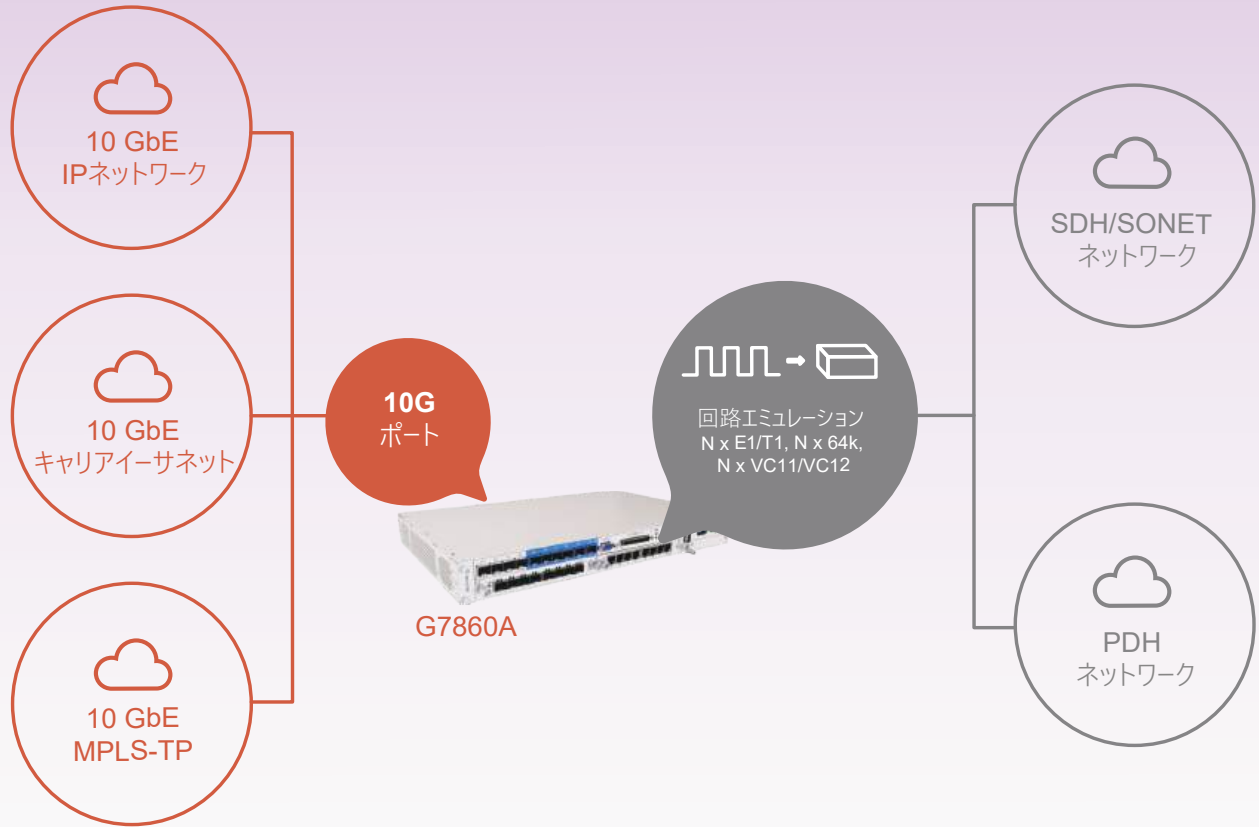 10 GbE
IPネットワーク
10 GbE
キャリアイーサネット
10 GbE
MPLS-TP
10G
ポート
G7860A
回路エミュレーション
N x E1/T1, N x 64k,
N x VC11/VC12
SDH/SONET
ネットワーク
PDH
ネットワーク